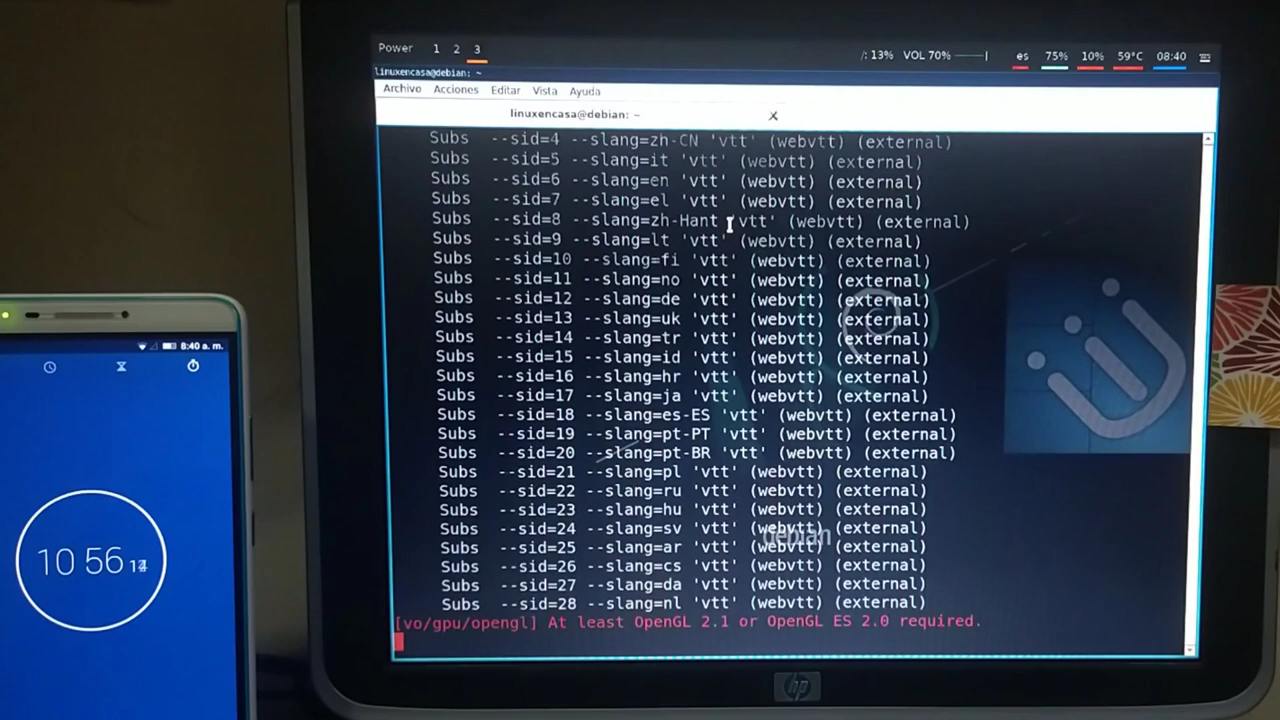 Power 1 2 3
/: 13% VOL 70% es 75% 10% 59°C 08:40
linuxencasa@debian: ~
Archivo Acciones Editar Vista Ayuda
linuxencasa@debian: ~ X
Subs --sid=4 --slang=zh-CN 'vtt' (webvtt) (external)
Subs --sid=5 --slang=it 'vtt' (webvtt) (external)
Subs --sid=6 --slang=en 'vtt' (webvtt) (external)
Subs --sid=7 --slang=el 'vtt' (webvtt) (external)
Subs --sid=8 --slang=zh-Hant 'vtt' (webvtt) (external)
Subs --sid=9 --slang=lt 'vtt' (webvtt) (external)
Subs --sid=10 --slang=fi 'vtt' (webvtt) (external)
Subs --sid=11 --slang=no 'vtt' (webvtt) (external)
Subs --sid=12 --slang=de 'vtt' (webvtt) (external)
Subs --sid=13 --slang=uk 'vtt' (webvtt) (external)
Subs --sid=14 --slang=tr 'vtt' (webvtt) (external)
Subs --sid=15 --slang=id 'vtt' (webvtt) (external)
Subs --sid=16 --slang=hr 'vtt' (webvtt) (external)
Subs --sid=17 --slang=ja 'vtt' (webvtt) (external)
Subs --sid=18 --slang=es-ES 'vtt' (webvtt) (external)
Subs --sid=19 --slang=pt-PT 'vtt' (webvtt) (external)
Subs --sid=20 --slang=pt-BR 'vtt' (webvtt) (external)
Subs --sid=21 --slang=pl 'vtt' (webvtt) (external)
Subs --sid=22 --slang=ru 'vtt' (webvtt) (external)
Subs --sid=23 --slang=hu 'vtt' (webvtt) (external)
Subs --sid=24 --slang=sv 'vtt' (webvtt) (external)
Subs --sid=25 --slang=ar 'vtt' (webvtt) (external)
Subs --sid=26 --slang=cs 'vtt' (webvtt) (external)
Subs --sid=27 --slang=da 'vtt' (webvtt) (external)
Subs --sid=28 --slang=nl 'vtt' (webvtt) (external)
[vo/gpu/opengl] At least OpenGL 2.1 or OpenGL ES 2.0 required.
debian
hp
8:40 a. m.
10 56